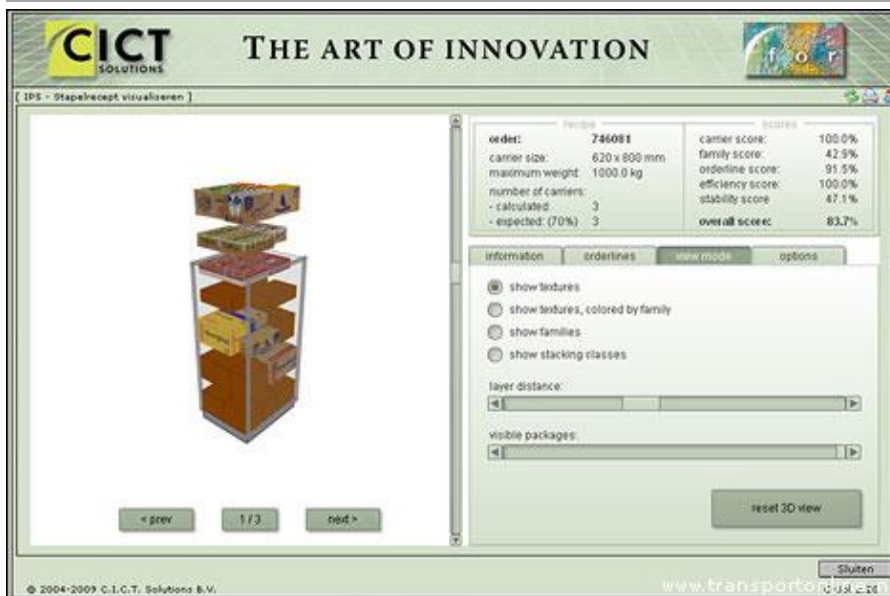 CICT
SOLUTIONS
THE ART OF INNOVATION
f o r
[ IPS - Stapelrecept visualiseren ]
recipe
order: 746081
carrier size: 620 x 800 mm
maximum weight 1000.0 kg
number of carriers:
- calculated: 3
- expected: (70%) 3
scores
carrier score: 100.0%
family score: 42.9%
orderline score: 91.5%
efficiency score: 100.0%
stability score 47.1%
overall score: 83.7%
information
orderlines
view mode
options
show textures
show textures, colored by family
show families
show stacking classes
layer distance:
visible packages:
reset 3D view
< prev
1 / 3
next >
Sluiten
© 2004-2009 C.I.C.T. Solutions B.V.
www.transportonline.n